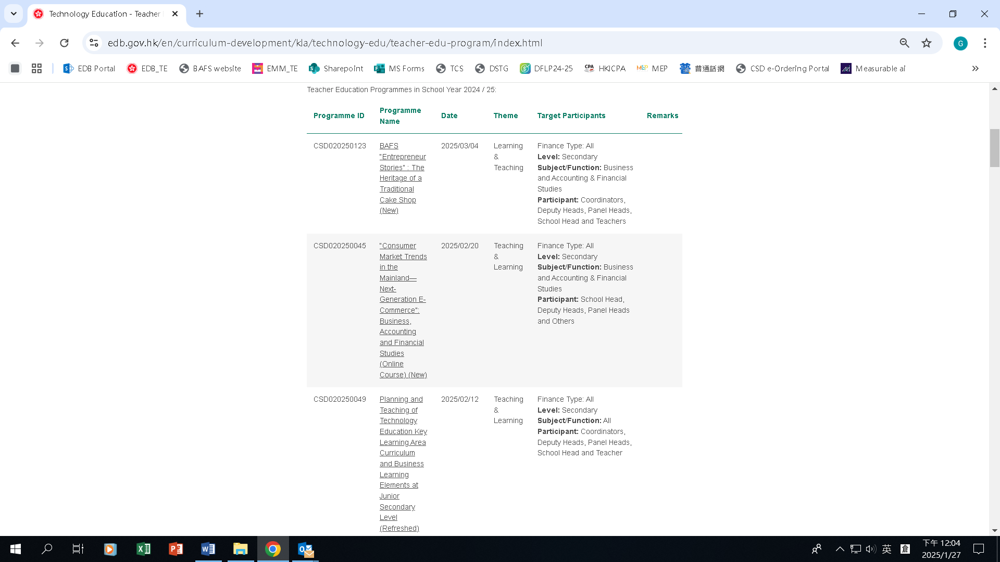 Technology Education - Teacher
edb.gov.hk/en/curriculum-development/kla/technology-edu/teacher-edu-program/index.html
G
EDB Portal
EDB_TE
BAFS website
EMM_TE
Sharepoint
MS Forms
TCS
DSTG
DFLP24-25
HKICPA
MEP
普通話網
CSD e-Ordering Portal
Measurable ai
Teacher Education Programmes in School Year 2024 / 25:
Programme ID
Programme
Name
Date
Theme
Target Participants
Remarks
CSD020250123
BAFS
"Entrepreneur
Stories" : The
Heritage of a
Traditional
Cake Shop
(New)
2025/03/04
Learning
&
Teaching
Finance Type: All
Level: Secondary
Subject/Function: Business
and Accounting & Financial
Studies
Participant: Coordinators,
Deputy Heads, Panel Heads,
School Head and Teachers
CSD020250045
"Consumer
Market Trends
in the
Mainland—
Next-
Generation E-
Commerce":
Business,
Accounting
and Financial
Studies
(Online
Course) (New)
2025/02/20
Teaching
&
Learning
Finance Type: All
Level: Secondary
Subject/Function: Business
and Accounting & Financial
Studies
Participant: School Head,
Deputy Heads, Panel Heads
and Others
CSD020250049
Planning and
Teaching of
Technology
Education Key
Learning Area
Curriculum
and Business
Learning
Elements at
Junior
Secondary
Level
(Refreshed)
2025/02/12
Teaching
&
Learning
Finance Type: All
Level: Secondary
Subject/Function: All
Participant: Coordinators,
Deputy Heads, Panel Heads,
School Head and Teacher
英
倉
下午 12:04
2025/1/27